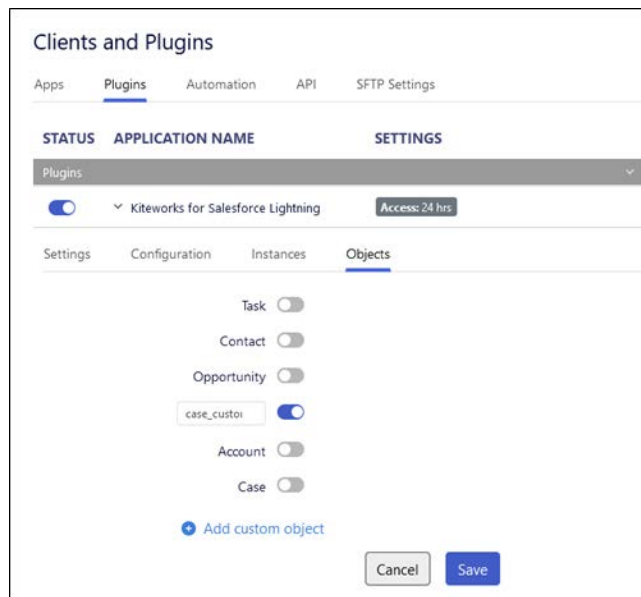 Clients and Plugins
Apps Plugins Automation API SFTP Settings
STATUS APPLICATION NAME SETTINGS
Plugins
Kiteworks for Salesforce Lightning Access: 24 hrs
Settings Configuration Instances Objects
Task
Contact
Opportunity
case_custo
Account
Case
Add custom object
Cancel Save